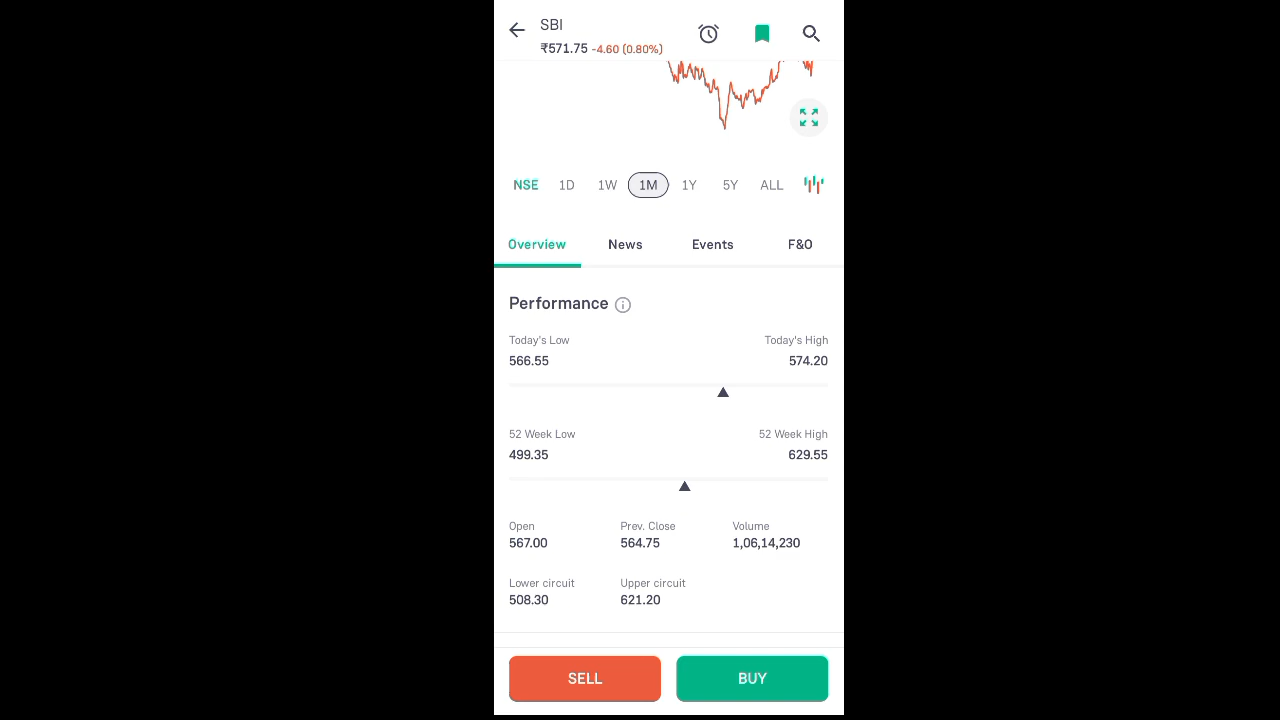 SBI
₹571.75 -4.60 (0.80%)
NSE 1D 1W 1M 1Y 5Y ALL
Overview News Events F&O
Performance
Today's Low Today's High
566.55 574.20
52 Week Low 52 Week High
499.35 629.55
Open Prev. Close Volume
567.00 564.75 1,06,14,230
Lower circuit Upper circuit
508.30 621.20
SELL BUY